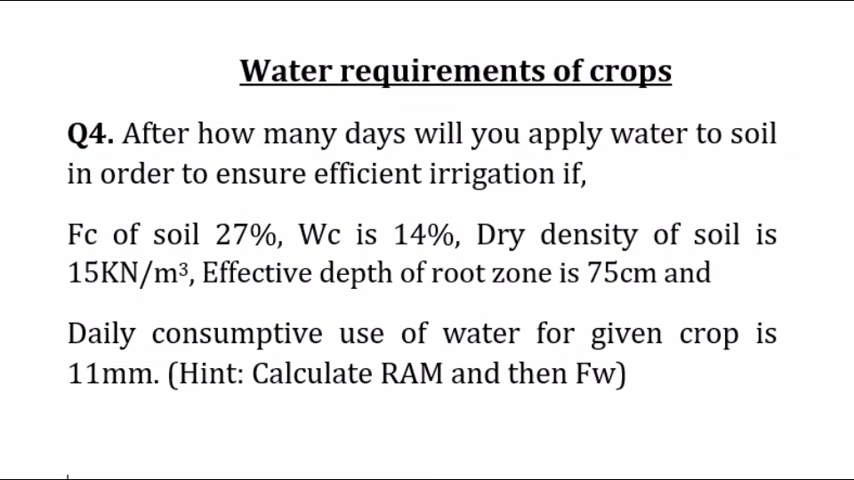 Water requirements of crops
Q4. After how many days will you apply water to soil
in order to ensure efficient irrigation if,
Fc of soil 27%, Wc is 14%, Dry density of soil is
15KN/m³, Effective depth of root zone is 75cm and
Daily consumptive use of water for given crop is
11mm. (Hint: Calculate RAM and then Fw)